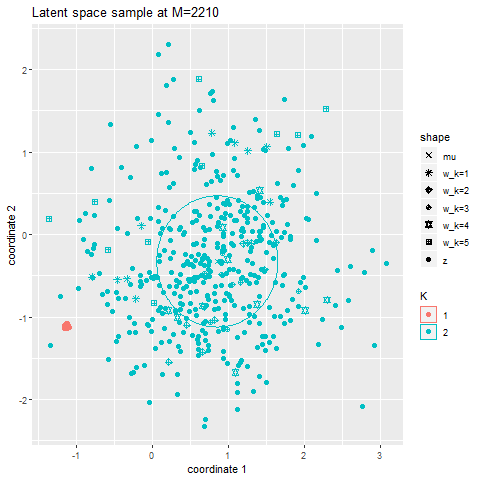 Latent space sample at M=2210
coordinate 2
1
0
-1
-2
-1
0
1
2
3
coordinate 1
shape
mu
w_k=1
w_k=2
w_k=3
w_k=4
w_k=5
z
K
1
2